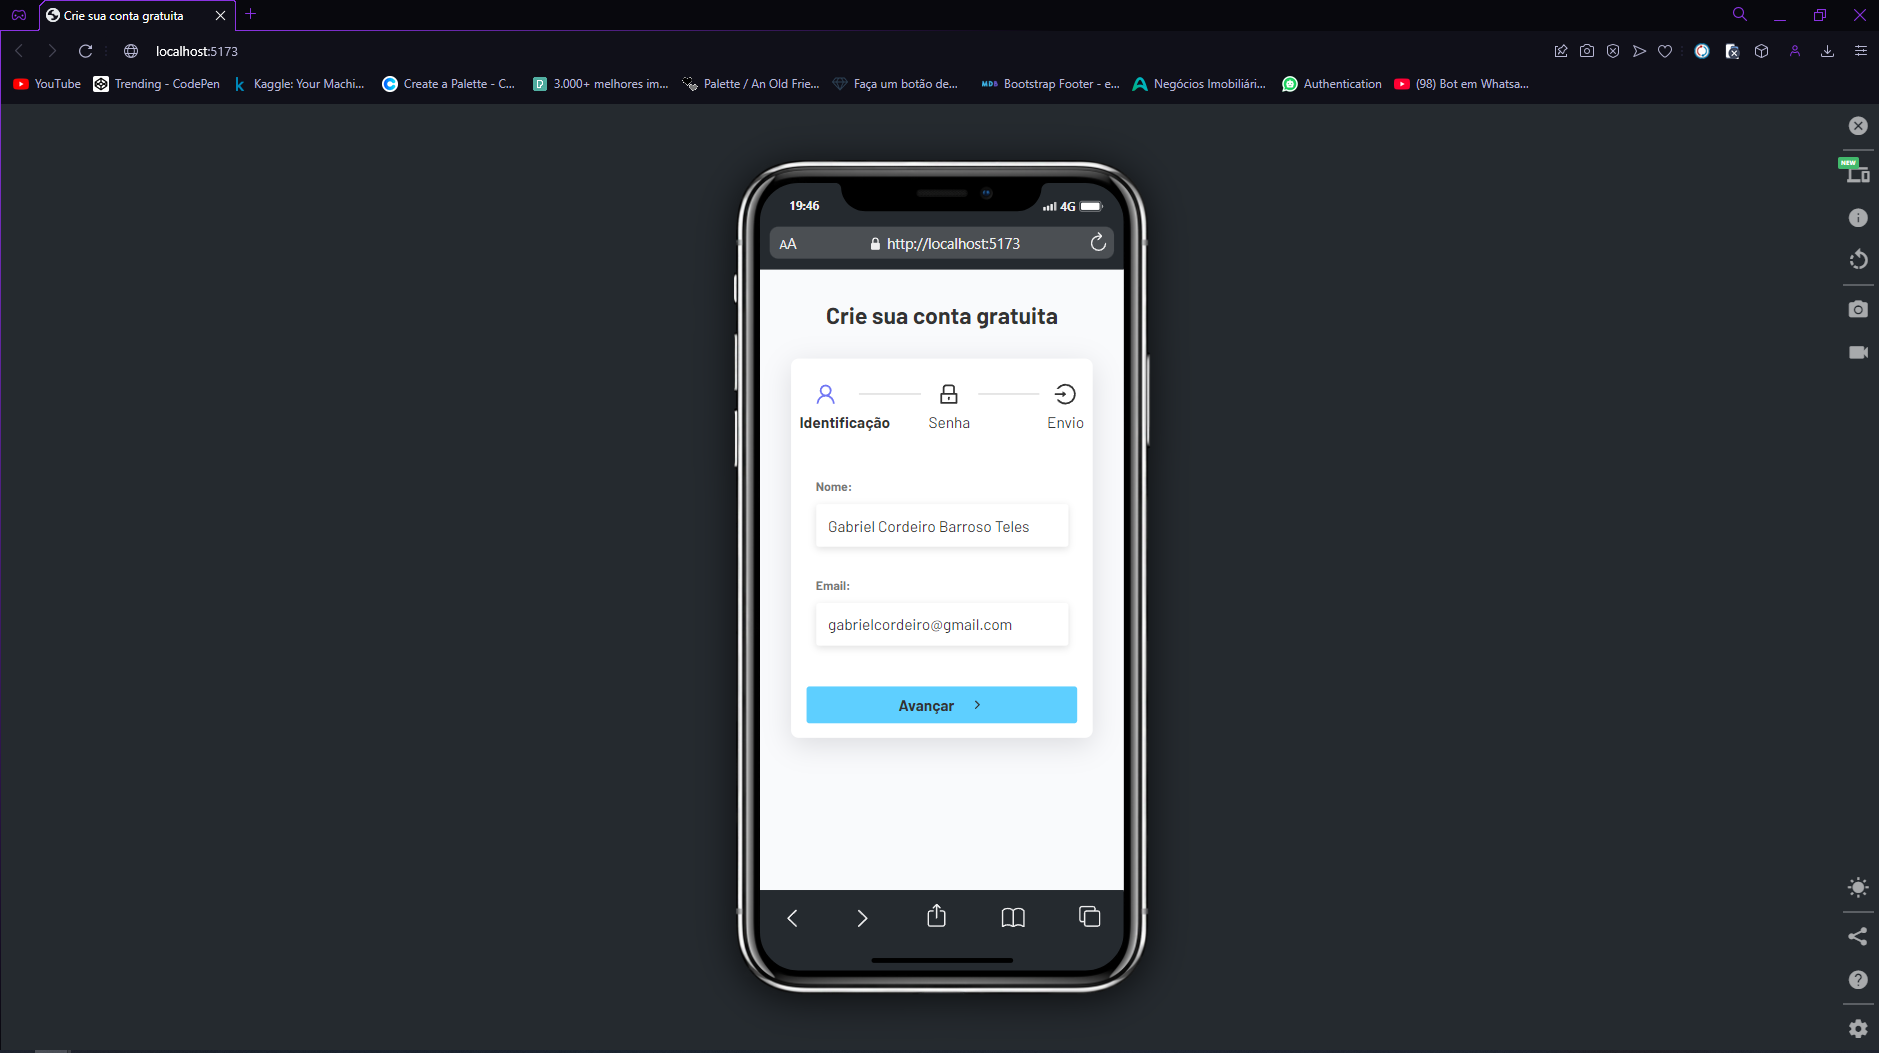 Crie sua conta gratuita
localhost:5173
YouTube
Trending - CodePen
Kaggle: Your Machi...
Create a Palette - C...
3.000+ melhores im...
Palette / An Old Frie...
Faça um botão de...
MDB
Bootstrap Footer - e...
Negócios Imobiliári...
Authentication
(98) Bot em Whatsa...
NEW
19:46
4G
AA
http://localhost:5173
Crie sua conta gratuita
Identificação
Senha
Envio
Nome:
Gabriel Cordeiro Barroso Teles
Email:
gabrielcordeiro@gmail.com
Avançar